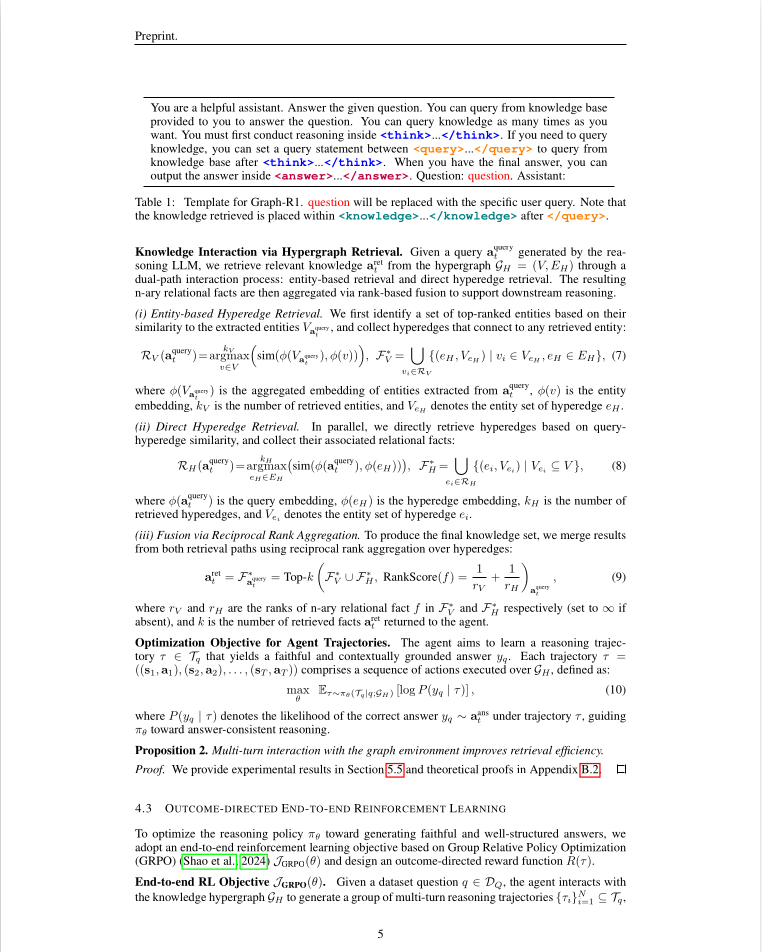 Preprint.
You are a helpful assistant. Answer the given question. You can query from knowledge base
provided to you to answer the question. You can query knowledge as many times as you
want. You must first conduct reasoning inside <think>...</think>. If you need to query
knowledge, you can set a query statement between <query>...</query> to query from
knowledge base after <think>...</think>. When you have the final answer, you can
output the answer inside <answer>...</answer>. Question: question. Assistant:
Table 1: Template for Graph-R1. question will be replaced with the specific user query. Note that
the knowledge retrieved is placed within <knowledge>...</knowledge> after </query>.
Knowledge Interaction via Hypergraph Retrieval. Given a query $\mathbf{a}_t^{\text{query}}$ generated by the rea-
soning LLM, we retrieve relevant knowledge $\mathbf{a}_t^{\text{ret}}$ from the hypergraph $\mathcal{G}_H = (V, E_H)$ through a
dual-path interaction process: entity-based retrieval and direct hyperedge retrieval. The resulting
n-ary relational facts are then aggregated via rank-based fusion to support downstream reasoning.
(i) Entity-based Hyperedge Retrieval. We first identify a set of top-ranked entities based on their
similarity to the extracted entities $V_{\mathbf{a}_t^{\text{query}}}$, and collect hyperedges that connect to any retrieved entity:
$\mathcal{R}_V(\mathbf{a}_t^{\text{query}}) = \underset{v \in V}{\overset{k_V}{\text{argmax}}} \left( \text{sim}(\phi(V_{\mathbf{a}_t^{\text{query}}}), \phi(v)) \right), \ \mathcal{F}_V^* = \bigcup_{v_i \in \mathcal{R}_V} \{(e_H, V_{e_H}) \mid v_i \in V_{e_H}, e_H \in E_H\}, (7)$
where $\phi(V_{\mathbf{a}_t^{\text{query}}})$ is the aggregated embedding of entities extracted from $\mathbf{a}_t^{\text{query}}$, $\phi(v)$ is the entity
embedding, $k_V$ is the number of retrieved entities, and $V_{e_H}$ denotes the entity set of hyperedge $e_H$.
(ii) Direct Hyperedge Retrieval. In parallel, we directly retrieve hyperedges based on query-
hyperedge similarity, and collect their associated relational facts:
$\mathcal{R}_H(\mathbf{a}_t^{\text{query}}) = \underset{e_H \in E_H}{\overset{k_H}{\text{argmax}}} \left( \text{sim}(\phi(\mathbf{a}_t^{\text{query}}), \phi(e_H)) \right), \ \mathcal{F}_H^* = \bigcup_{e_i \in \mathcal{R}_H} \{(e_i, V_{e_i}) \mid V_{e_i} \subseteq V\}, (8)$
where $\phi(\mathbf{a}_t^{\text{query}})$ is the query embedding, $\phi(e_H)$ is the hyperedge embedding, $k_H$ is the number of
retrieved hyperedges, and $V_{e_i}$ denotes the entity set of hyperedge $e_i$.
(iii) Fusion via Reciprocal Rank Aggregation. To produce the final knowledge set, we merge results
from both retrieval paths using reciprocal rank aggregation over hyperedges:
$\mathbf{a}_t^{\text{ret}} = \mathcal{F}_{\mathbf{a}_t^{\text{query}}}^* = \text{Top-}k \left( \mathcal{F}_V^* \cup \mathcal{F}_H^*, \ \text{RankScore}(f) = \frac{1}{r_V} + \frac{1}{r_H} \right)_{\mathbf{a}_t^{\text{query}}}, (9)$
where $r_V$ and $r_H$ are the ranks of n-ary relational fact $f$ in $\mathcal{F}_V^*$ and $\mathcal{F}_H^*$ respectively (set to $\infty$ if
absent), and $k$ is the number of retrieved facts $\mathbf{a}_t^{\text{ret}}$ returned to the agent.
Optimization Objective for Agent Trajectories. The agent aims to learn a reasoning trajec-
tory $\tau \in \mathcal{T}_q$ that yields a faithful and contextually grounded answer $y_q$. Each trajectory $\tau =$
$((\mathbf{s}_1, \mathbf{a}_1), (\mathbf{s}_2, \mathbf{a}_2), \ldots, (\mathbf{s}_T, \mathbf{a}_T))$ comprises a sequence of actions executed over $\mathcal{G}_H$, defined as:
$\max_{\theta} \ \mathbb{E}_{\tau \sim \pi_\theta(\mathcal{T}_q \mid q; \mathcal{G}_H)} [\log P(y_q \mid \tau)], (10)$
where $P(y_q \mid \tau)$ denotes the likelihood of the correct answer $y_q \sim \mathbf{a}_t^{\text{ans}}$ under trajectory $\tau$, guiding
$\pi_\theta$ toward answer-consistent reasoning.
Proposition 2. Multi-turn interaction with the graph environment improves retrieval efficiency.
Proof. We provide experimental results in Section 5.5 and theoretical proofs in Appendix B.2. □
4.3 OUTCOME-DIRECTED END-TO-END REINFORCEMENT LEARNING
To optimize the reasoning policy $\pi_\theta$ toward generating faithful and well-structured answers, we
adopt an end-to-end reinforcement learning objective based on Group Relative Policy Optimization
(GRPO) (Shao et al., 2024) $\mathcal{J}_{\text{GRPO}}(\theta)$ and design an outcome-directed reward function $R(\tau)$.
End-to-end RL Objective $\mathcal{J}_{\text{GRPO}}(\theta)$. Given a dataset question $q \in \mathcal{D}_Q$, the agent interacts with
the knowledge hypergraph $\mathcal{G}_H$ to generate a group of multi-turn reasoning trajectories $\{\tau_i\}_{i=1}^N \subseteq \mathcal{T}_q$,
5